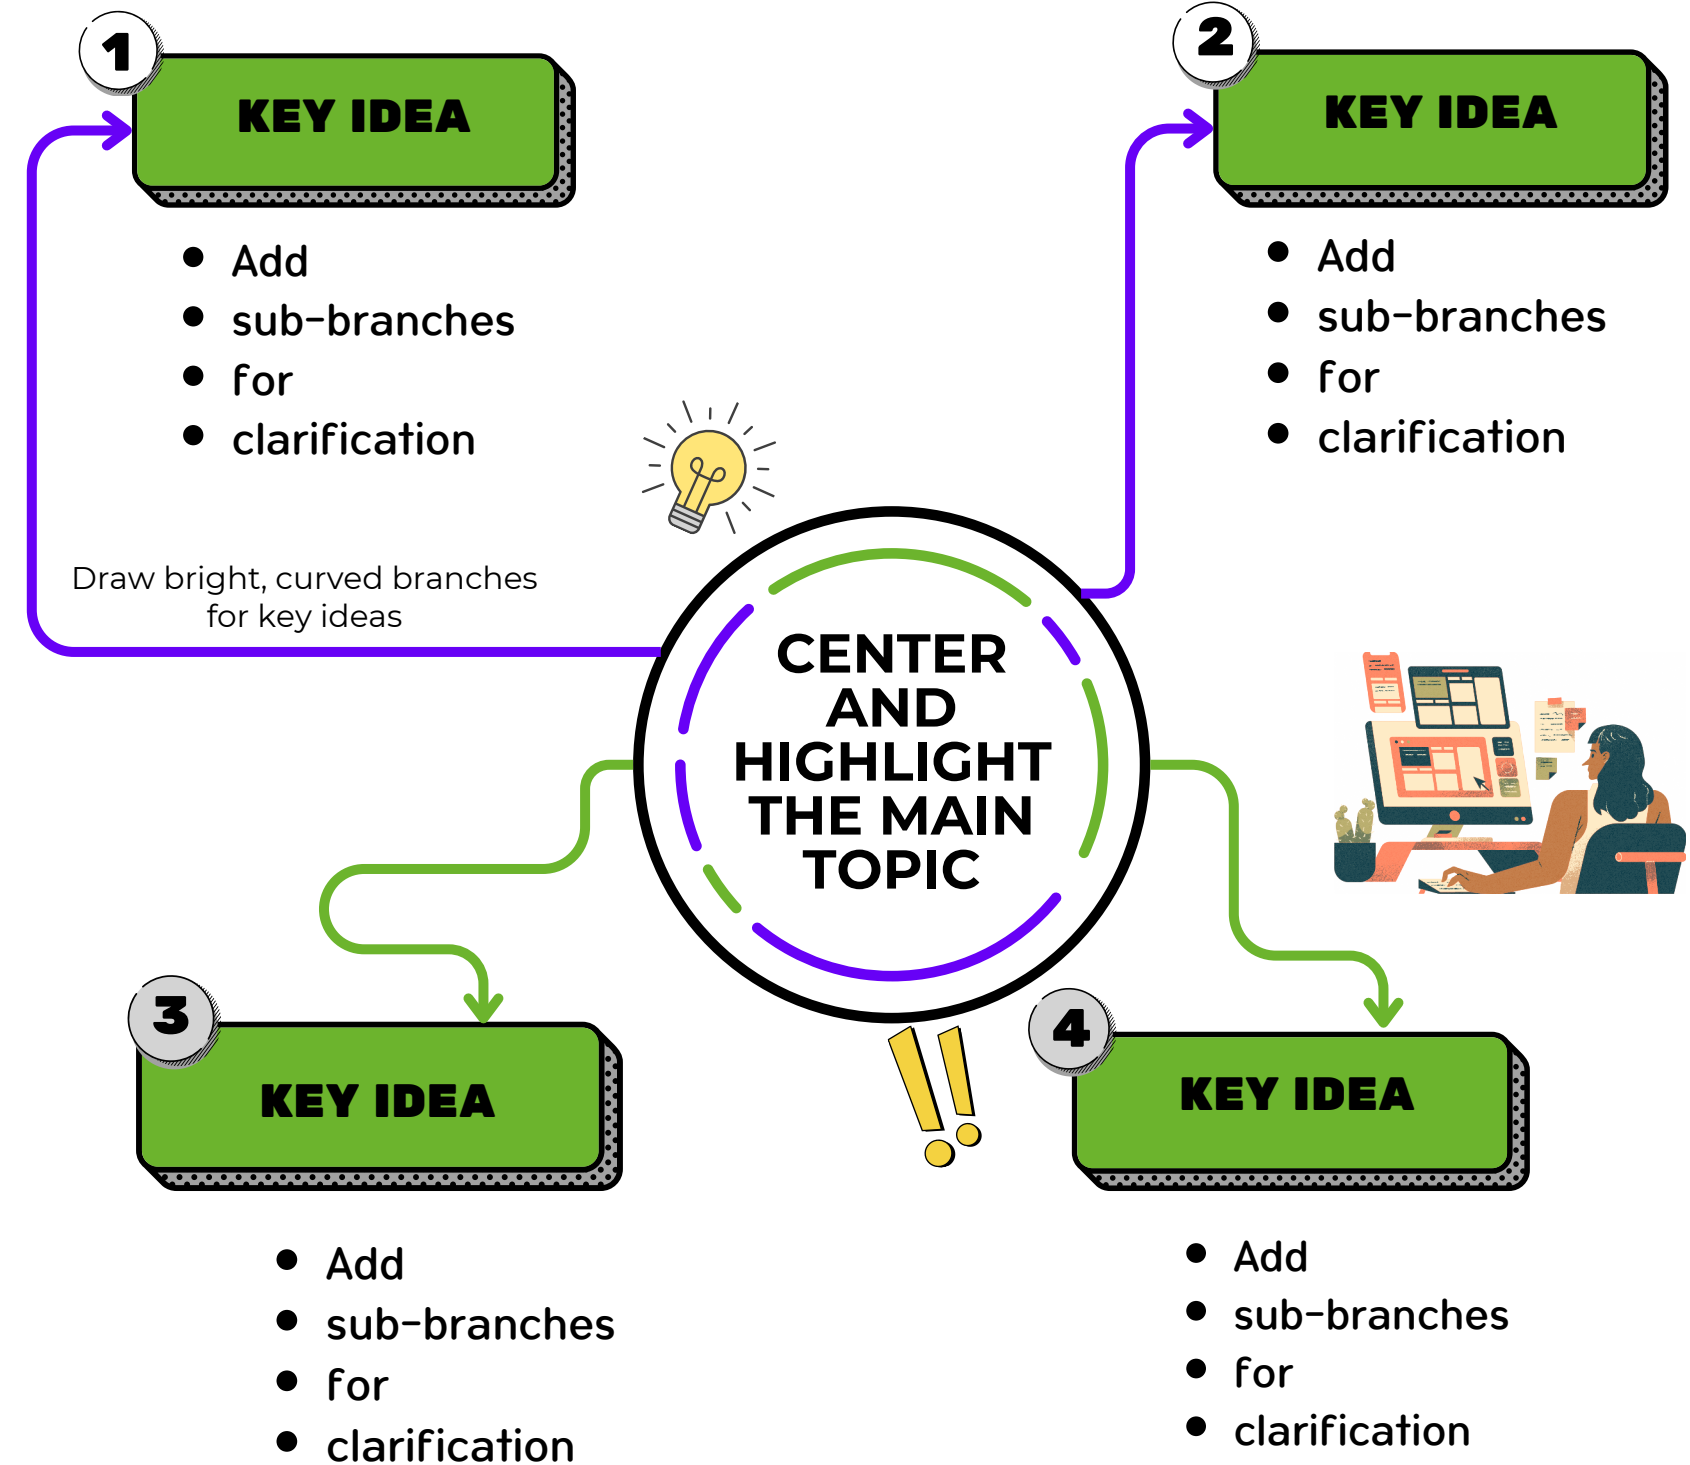 1
KEY IDEA
• Add
• sub-branches
• for
• clarification
2
KEY IDEA
• Add
• sub-branches
• for
• clarification
Draw bright, curved branches
for key ideas
CENTER
AND
HIGHLIGHT
THE MAIN
TOPIC
3
KEY IDEA
• Add
• sub-branches
• for
• clarification
4
KEY IDEA
• Add
• sub-branches
• for
• clarification